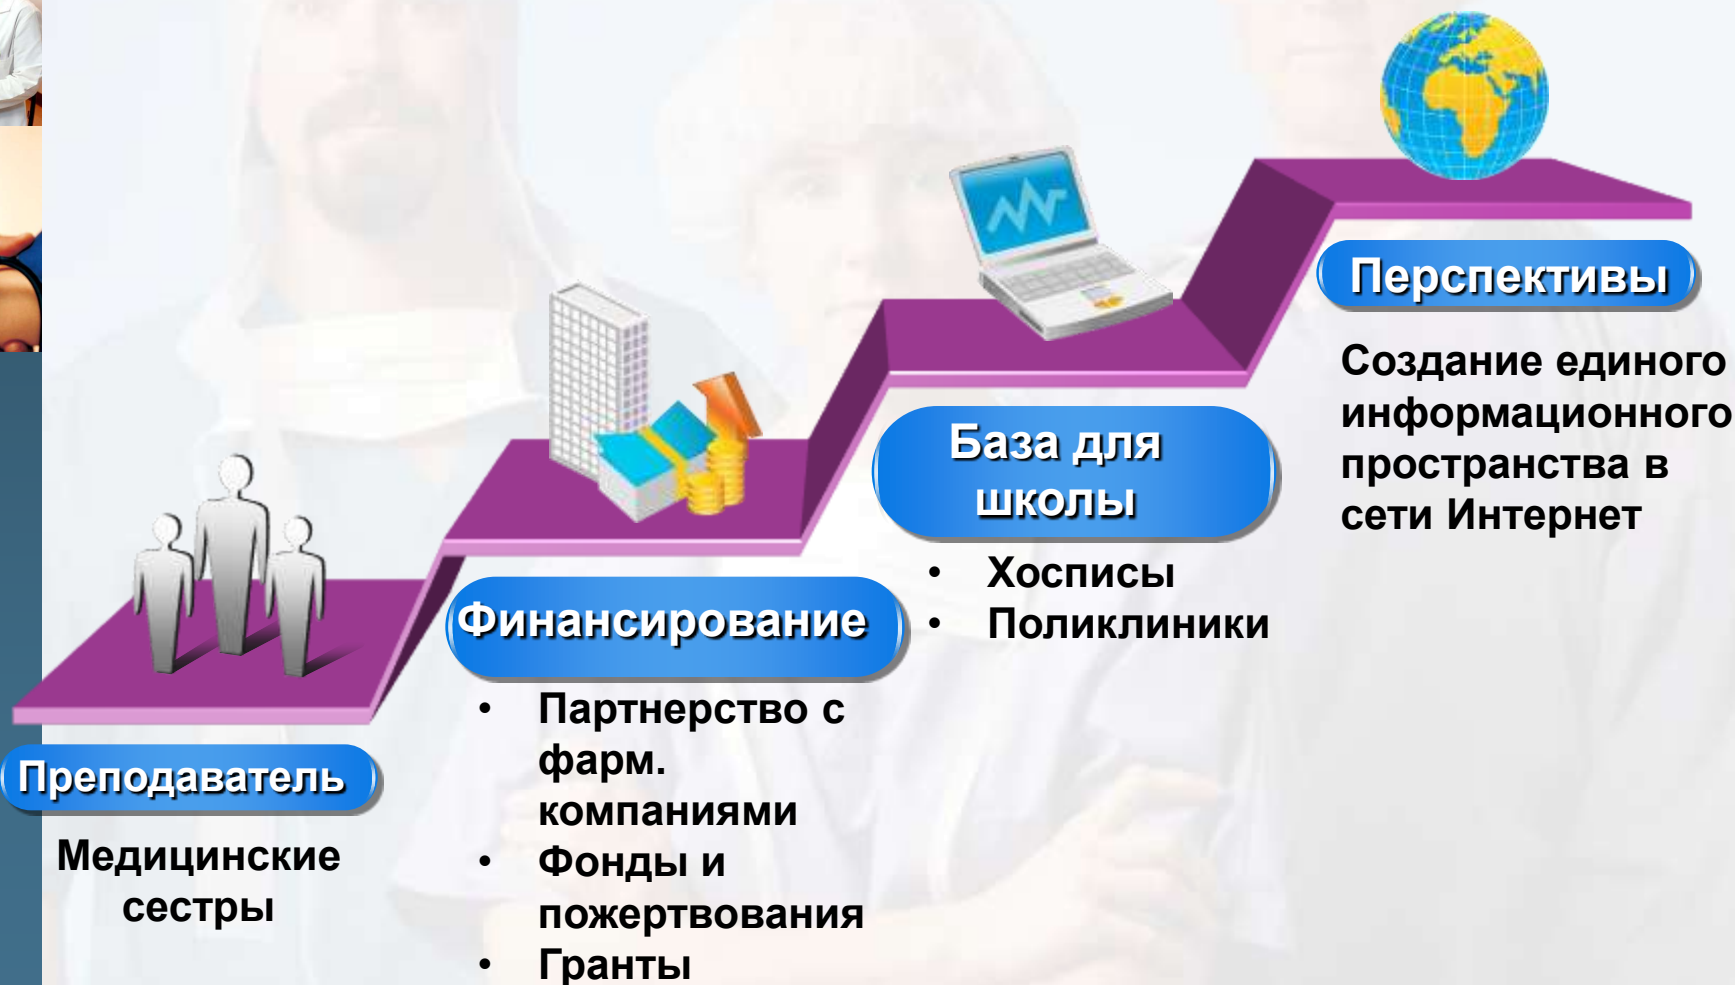 Преподаватель
Медицинские
сестры
Финансирование
• Партнерство с
фарм.
компаниями
• Фонды и
пожертвования
• Гранты
База для
школы
• Хосписы
• Поликлиники
Перспективы
Создание единого
информационного
пространства в
сети Интернет